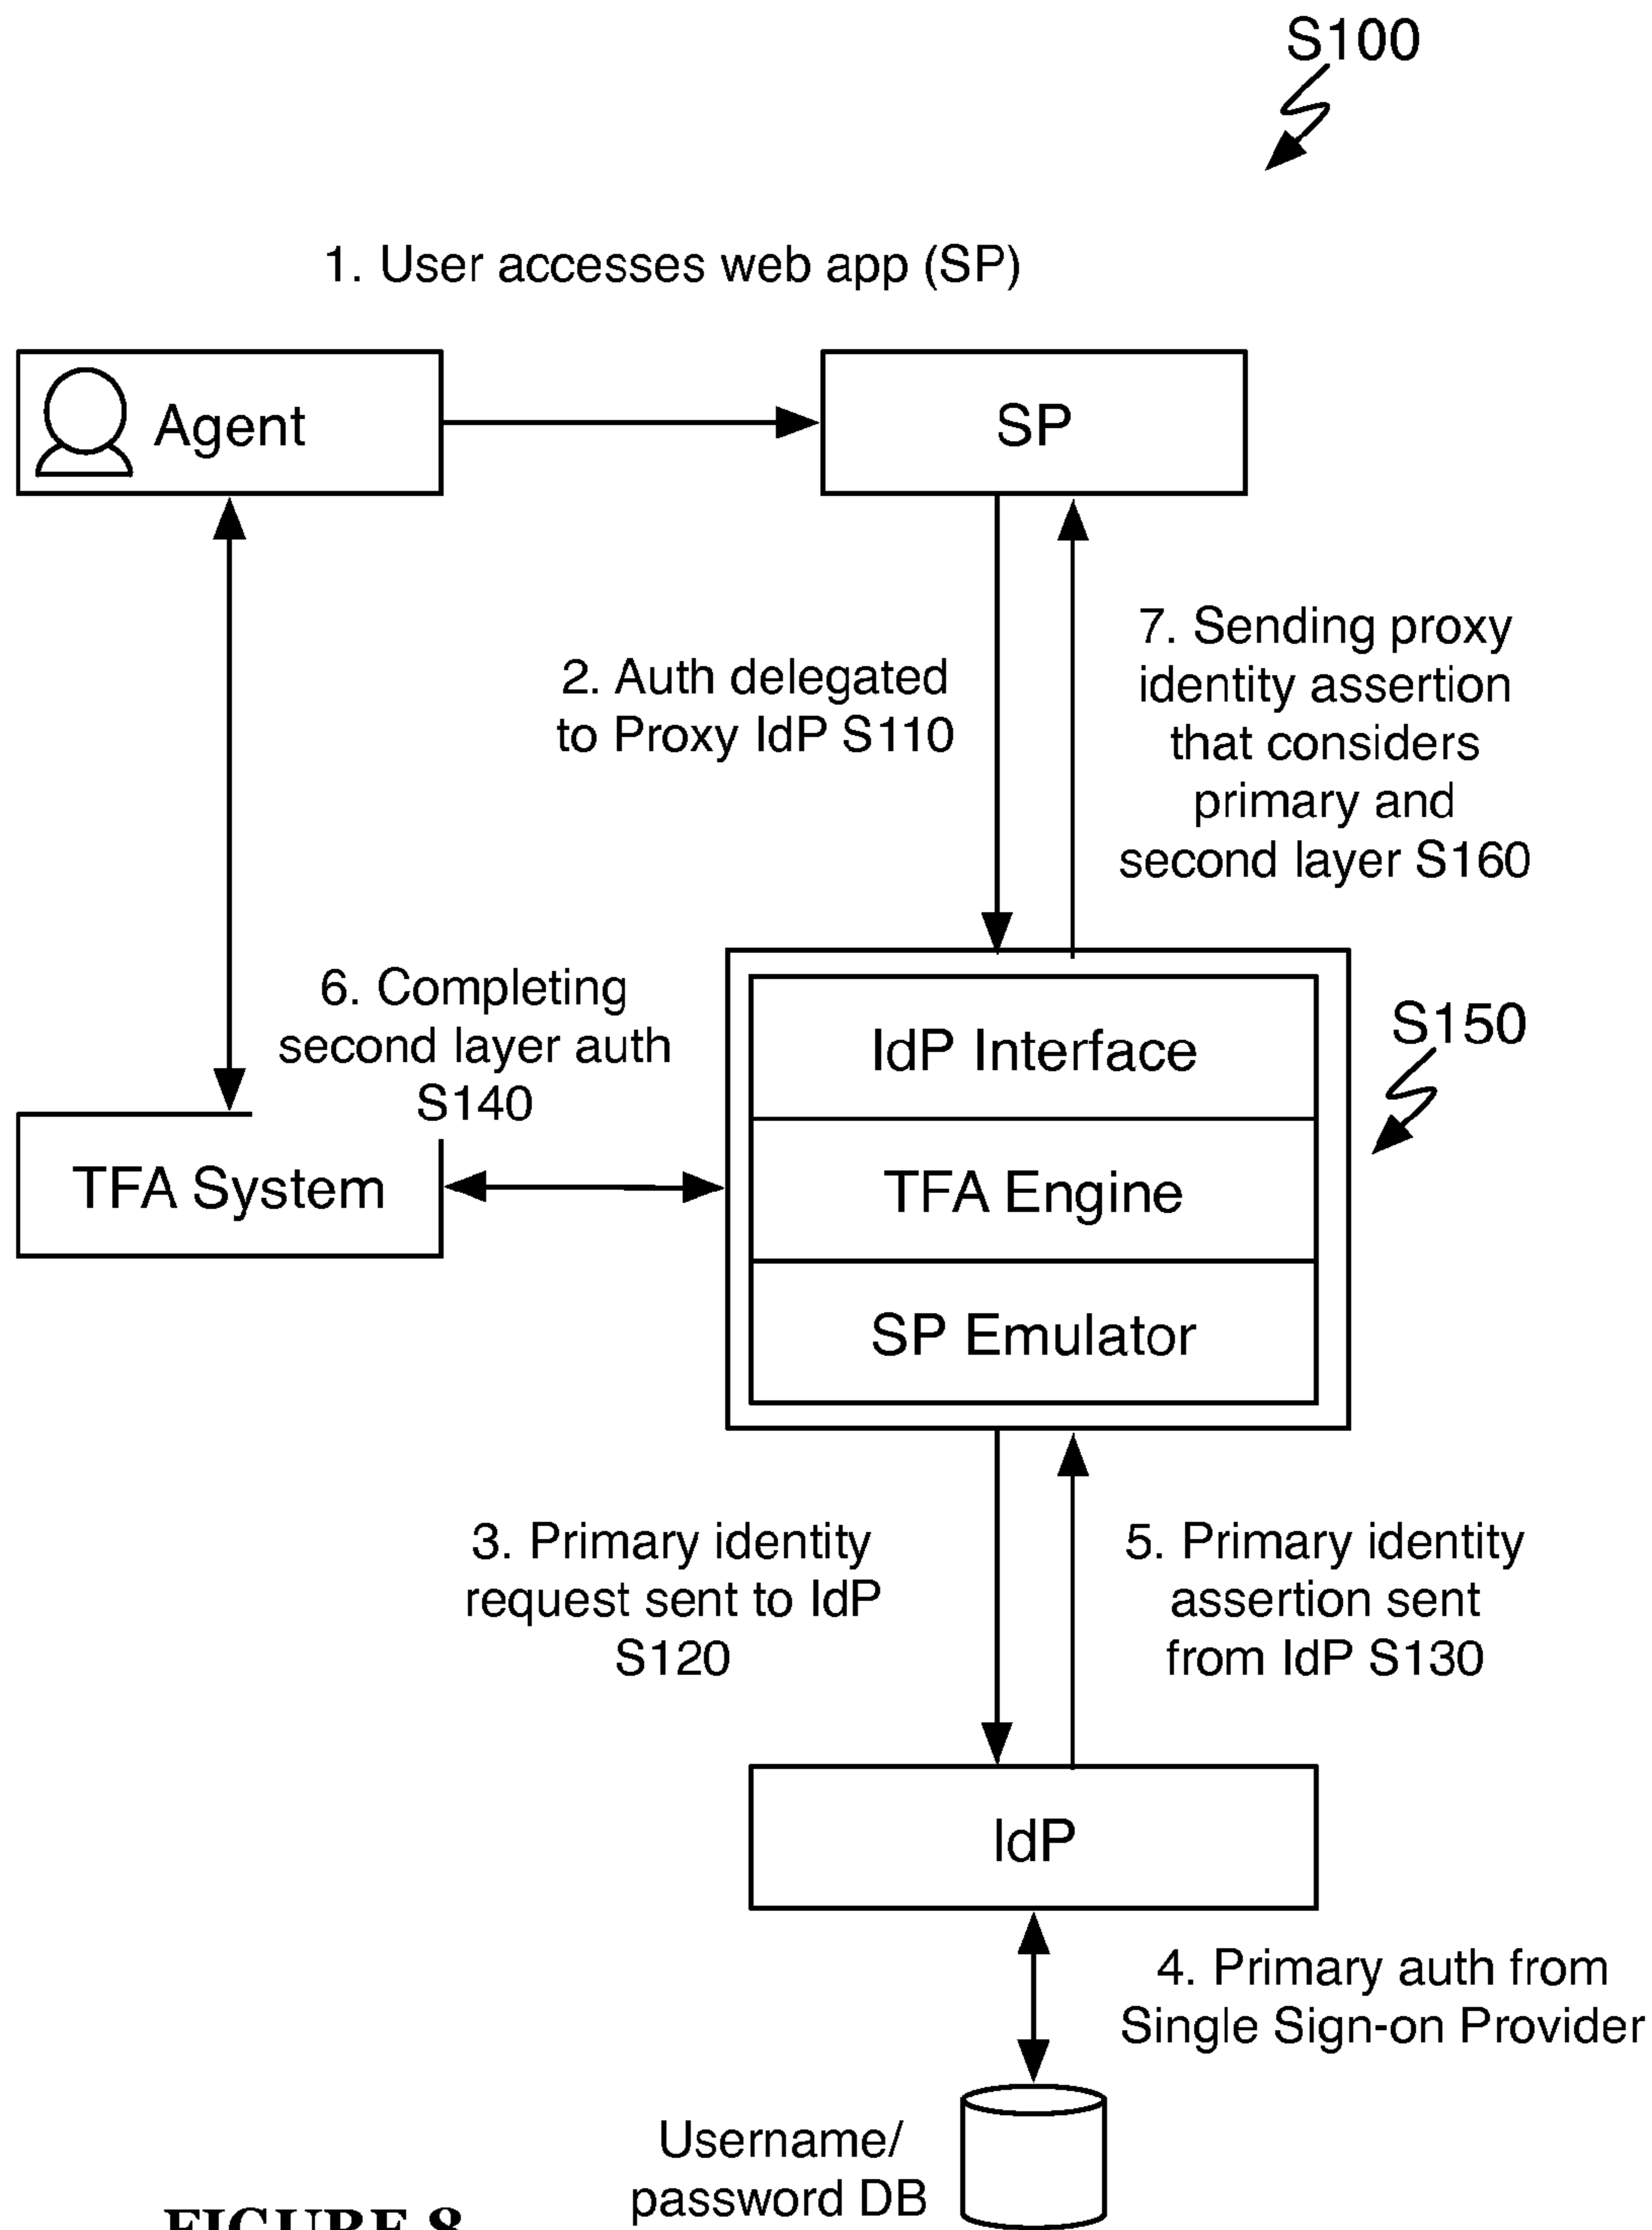 S100
1. User accesses web app (SP)
Agent
SP
2. Auth delegated
to Proxy IdP S110
7. Sending proxy
identity assertion
that considers
primary and
second layer S160
6. Completing
second layer auth
S140
IdP Interface
S150
TFA System
TFA Engine
SP Emulator
3. Primary identity
request sent to IdP
S120
5. Primary identity
assertion sent
from IdP S130
IdP
4. Primary auth from
Single Sign-on Provider
Username/
password DB
FIGURE 8